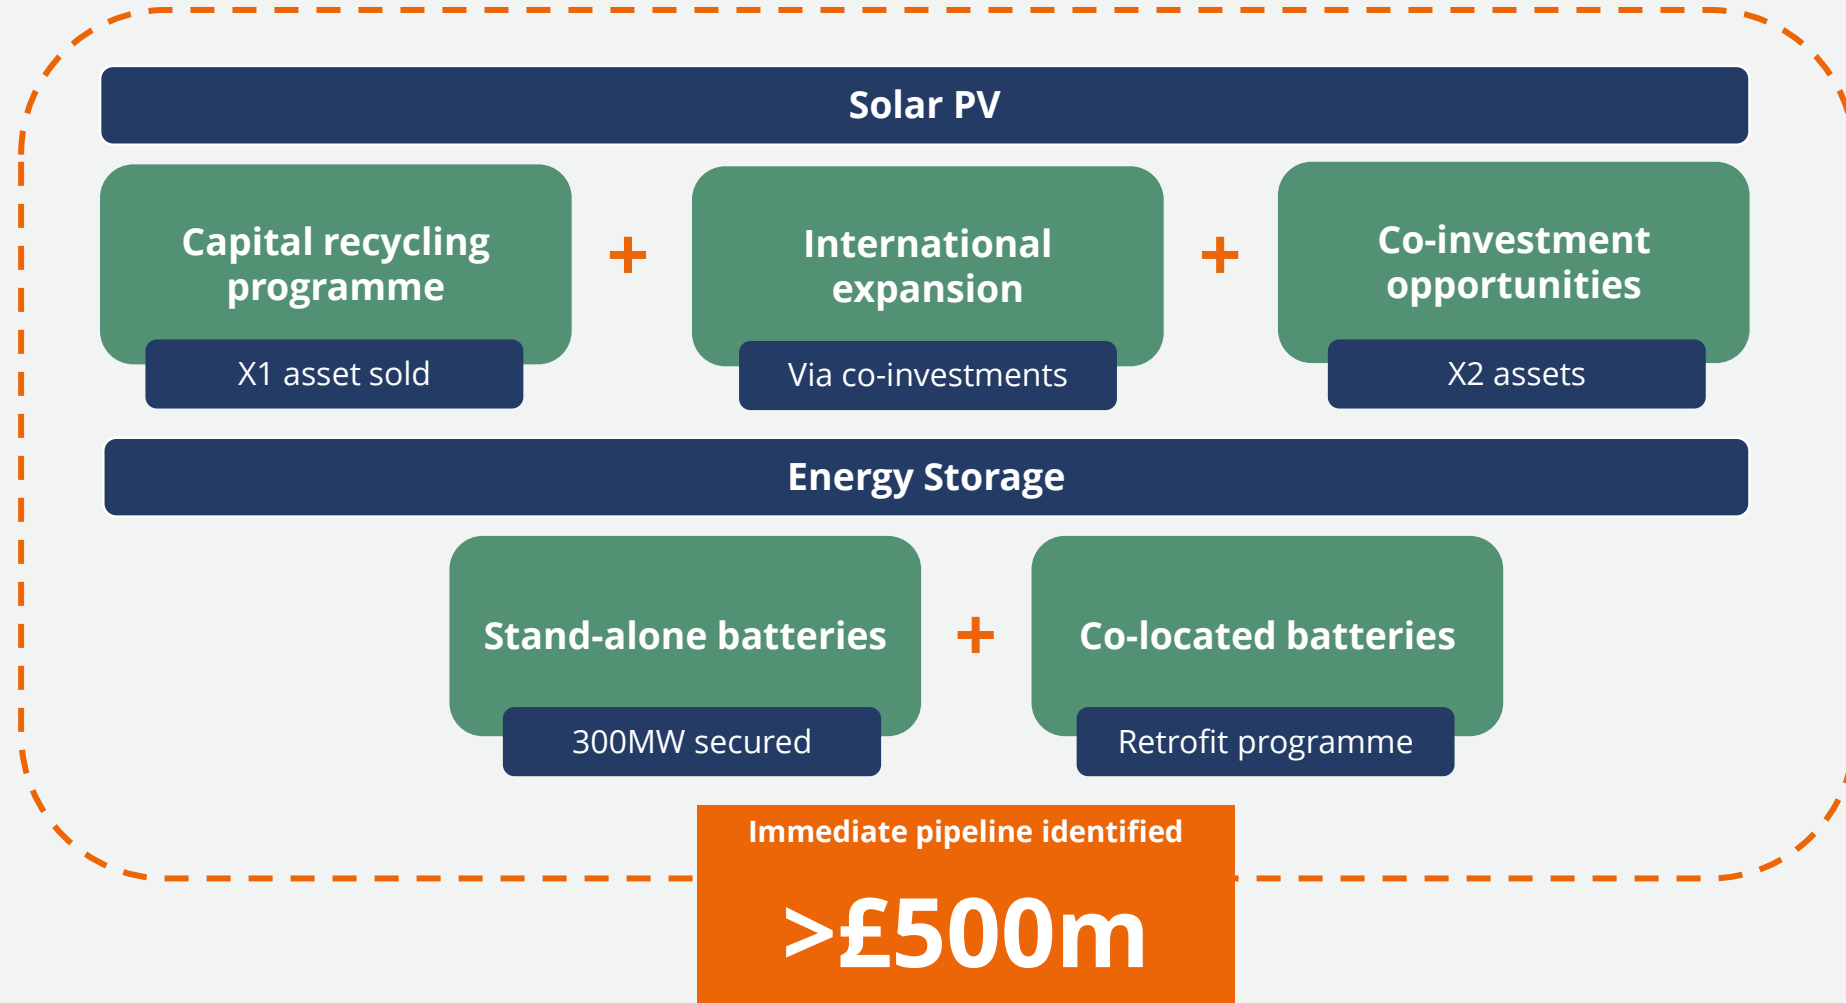 Solar PV
Capital recycling
programme
+
International
expansion
+
Co-investment
opportunities
X1 asset sold
Via co-investments
X2 assets
Energy Storage
Stand-alone batteries
+
Co-located batteries
300MW secured
Retrofit programme
Immediate pipeline identified
>£500m